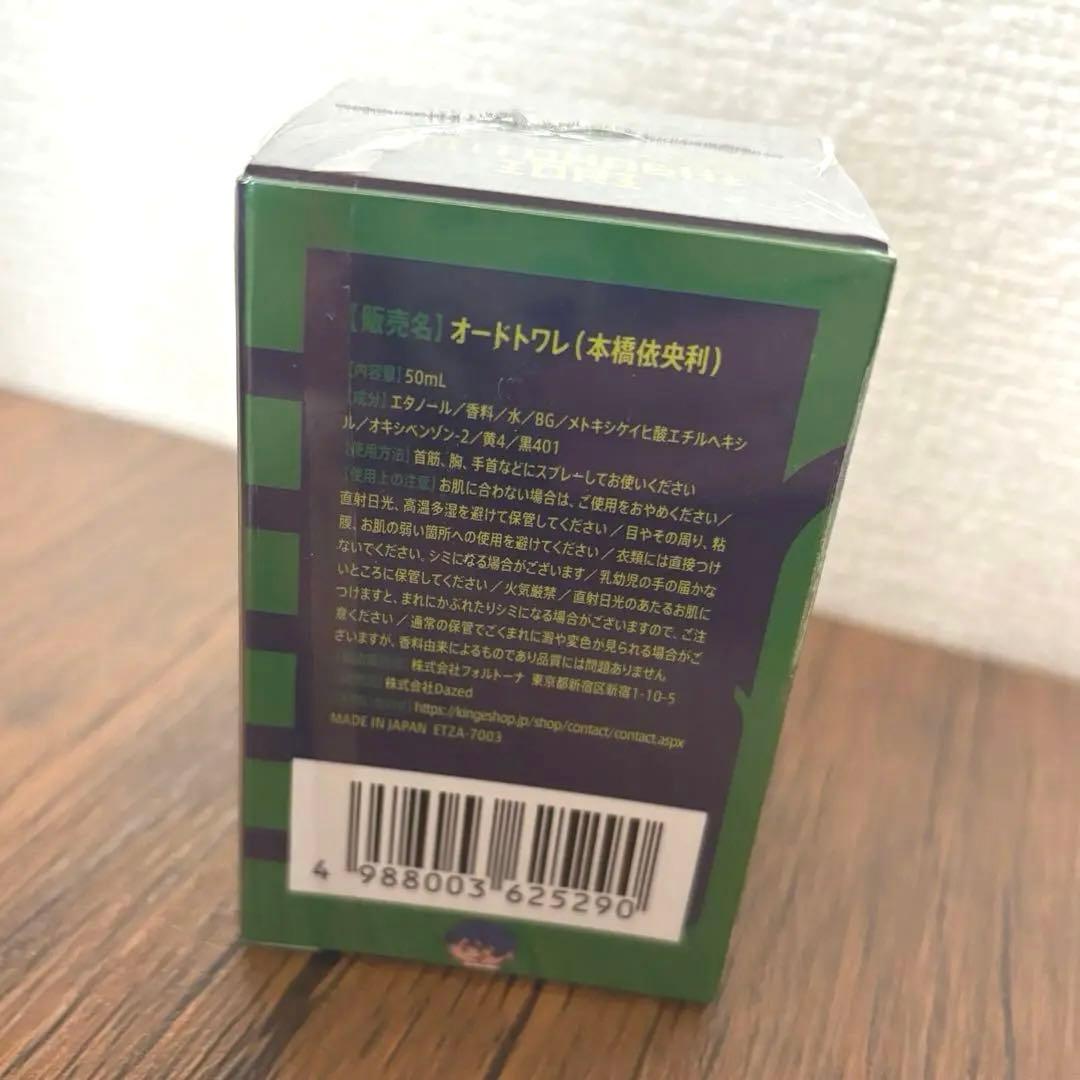 【販売名】オードトワレ(本橋依央利)
【内容量】50mL
【成分】エタノール/香料/水/BG/メトキシケイヒ酸エチルヘキシ
ル/オキシベンゾン-2/黄4/黒401
【使用方法】首筋、胸、手首などにスプレーしてお使いください
【使用上の注意】お肌に合わない場合は、ご使用をおやめください/
直射日光、高温多湿を避けて保管してください/目やその周り、粘
膜、お肌の弱い箇所への使用を避けてください/衣類には直接つけ
ないでください。シミになる場合がございます/乳幼児の手の届かな
いところに保管してください/火気厳禁/直射日光のあたるお肌に
つけますと、まれにかぶれたりシミになる場合がございますので、ご注
意ください/通常の保管でごくまれに澱や変色が見られる場合がご
ざいますが、香料由来によるものであり品質には問題ありません
株式会社フォルトーナ 東京都新宿区新宿1-10-5
株式会社Dazed
https://kingeshop.jp/shop/contact/contact.aspx
MADE IN JAPAN ETZA-7003
4 988003 625290